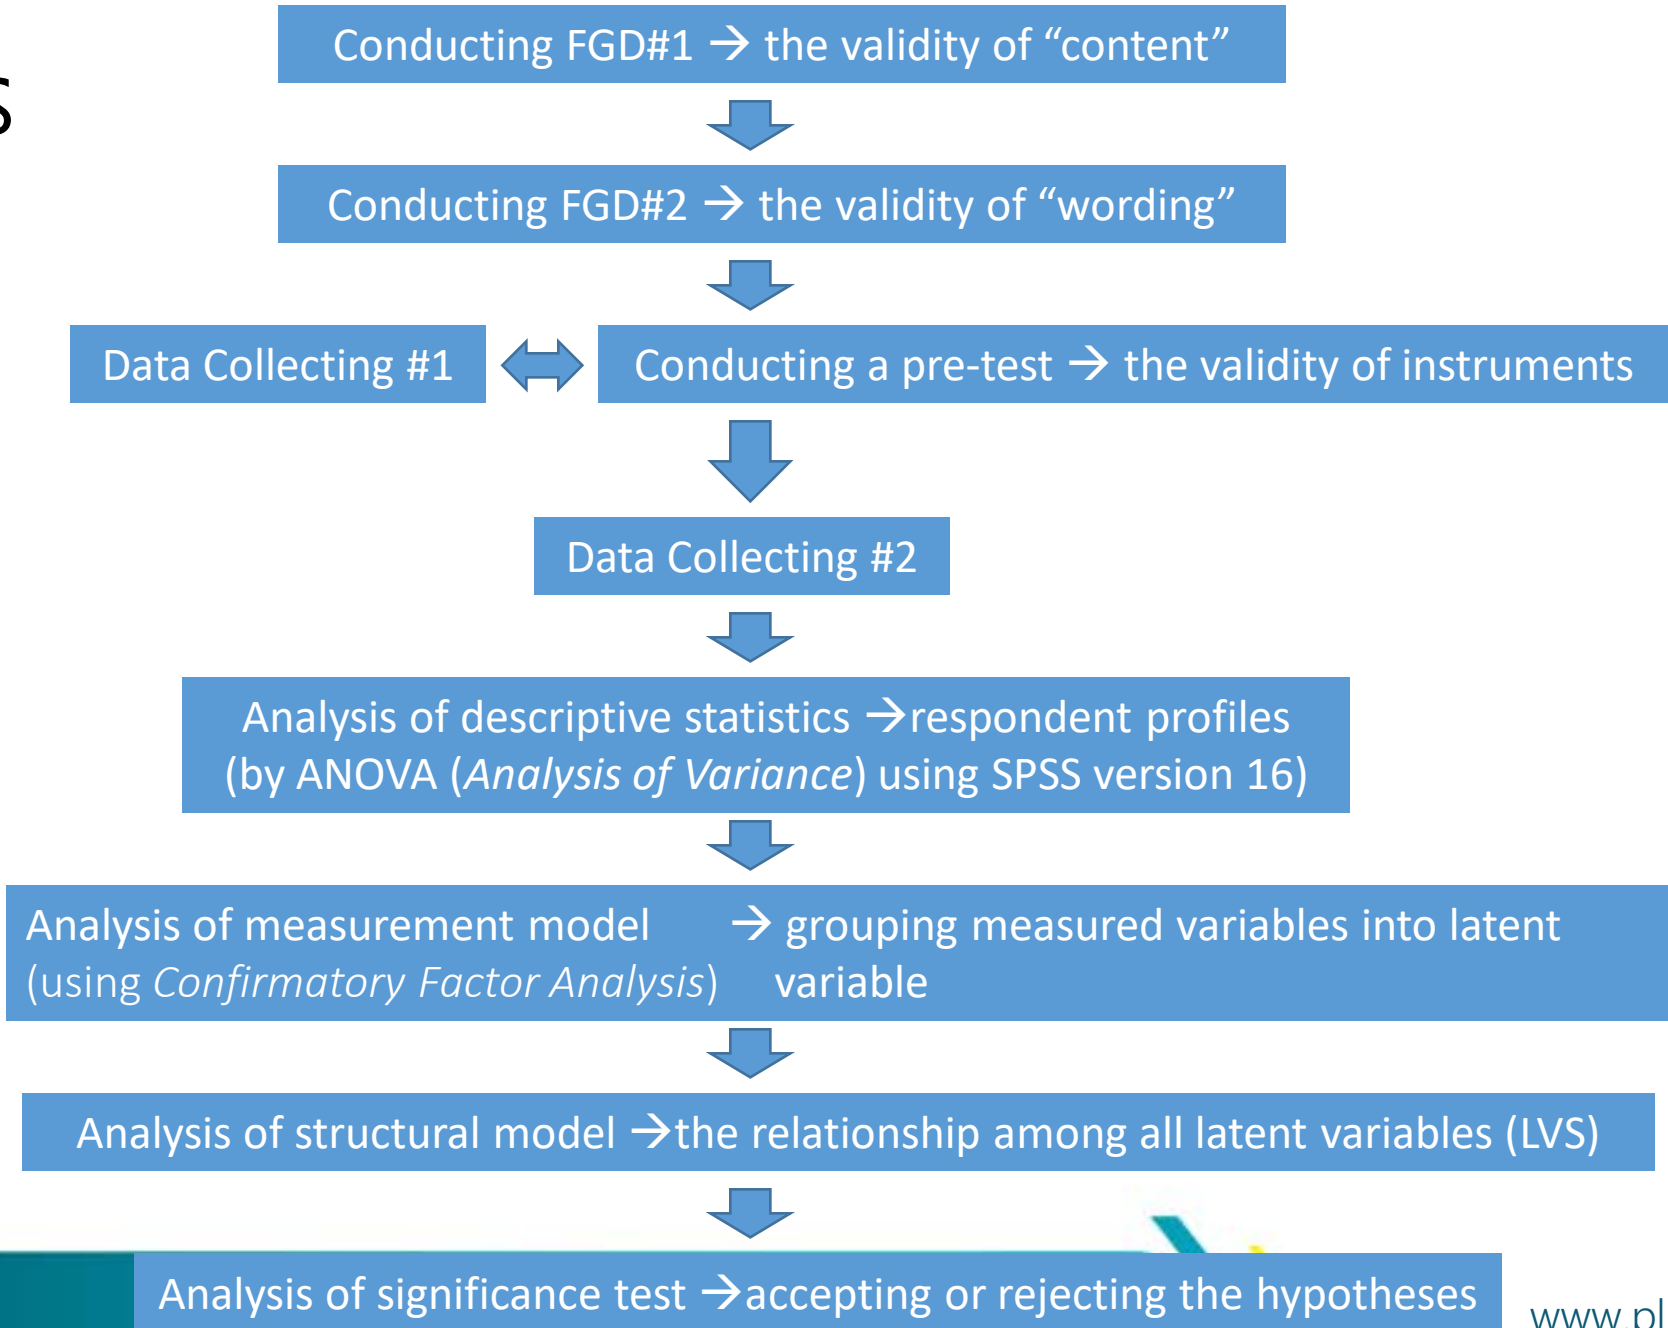 s
Conducting FGD#1 → the validity of “content”
Conducting FGD#2 → the validity of “wording”
Data Collecting #1
Conducting a pre-test → the validity of instruments
Data Collecting #2
Analysis of descriptive statistics →respondent profiles
(by ANOVA (Analysis of Variance) using SPSS version 16)
Analysis of measurement model → grouping measured variables into latent
(using Confirmatory Factor Analysis) variable
Analysis of structural model →the relationship among all latent variables (LVS)
Analysis of significance test →accepting or rejecting the hypotheses
www.pl